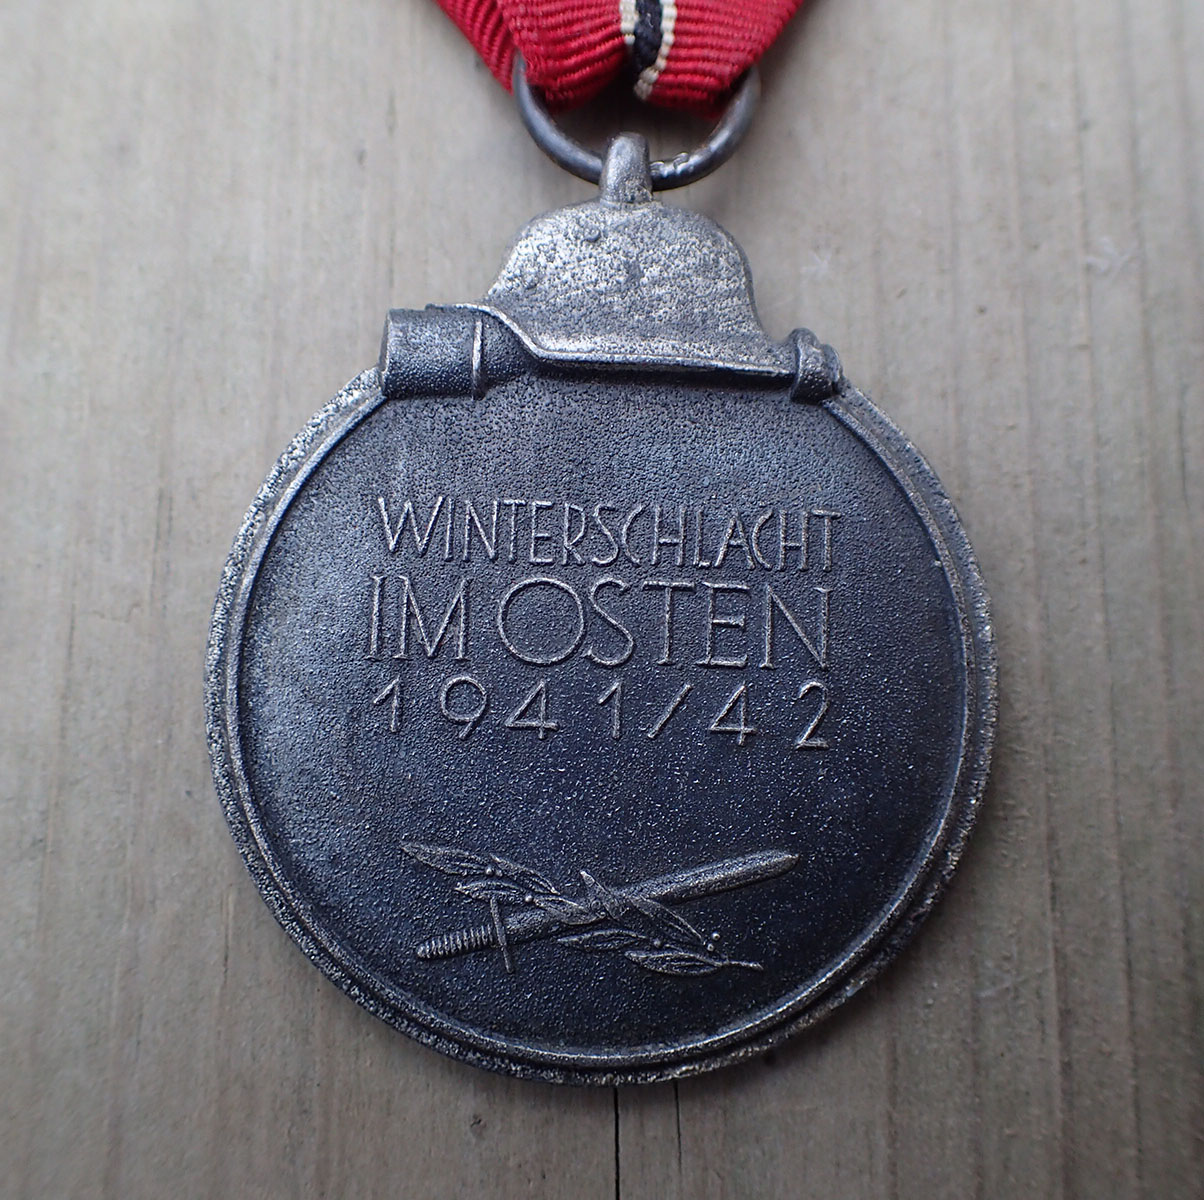 WINTERSCHLACHT
IM OSTEN
1941/42